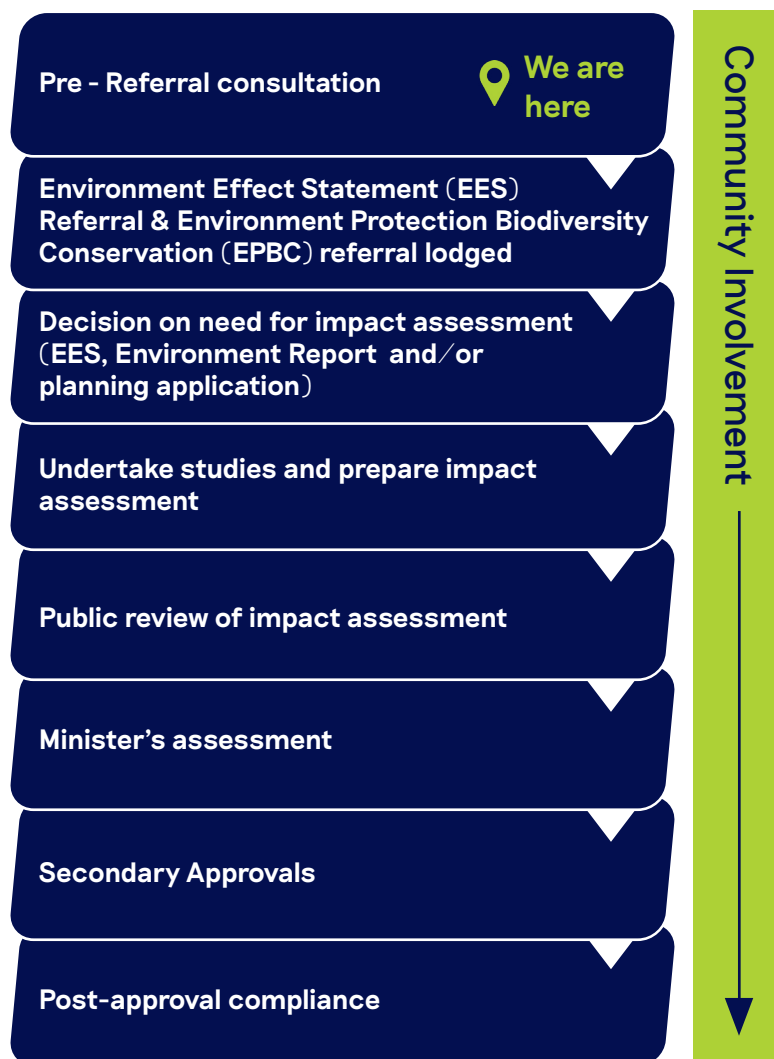 Pre - Referral consultation
We are
here
Environment Effect Statement (EES)
Referral & Environment Protection Biodiversity
Conservation (EPBC) referral lodged
Decision on need for impact assessment
(EES, Environment Report and/or
planning application)
Undertake studies and prepare impact
assessment
Public review of impact assessment
Minister’s assessment
Secondary Approvals
Post-approval compliance
Community Involvement